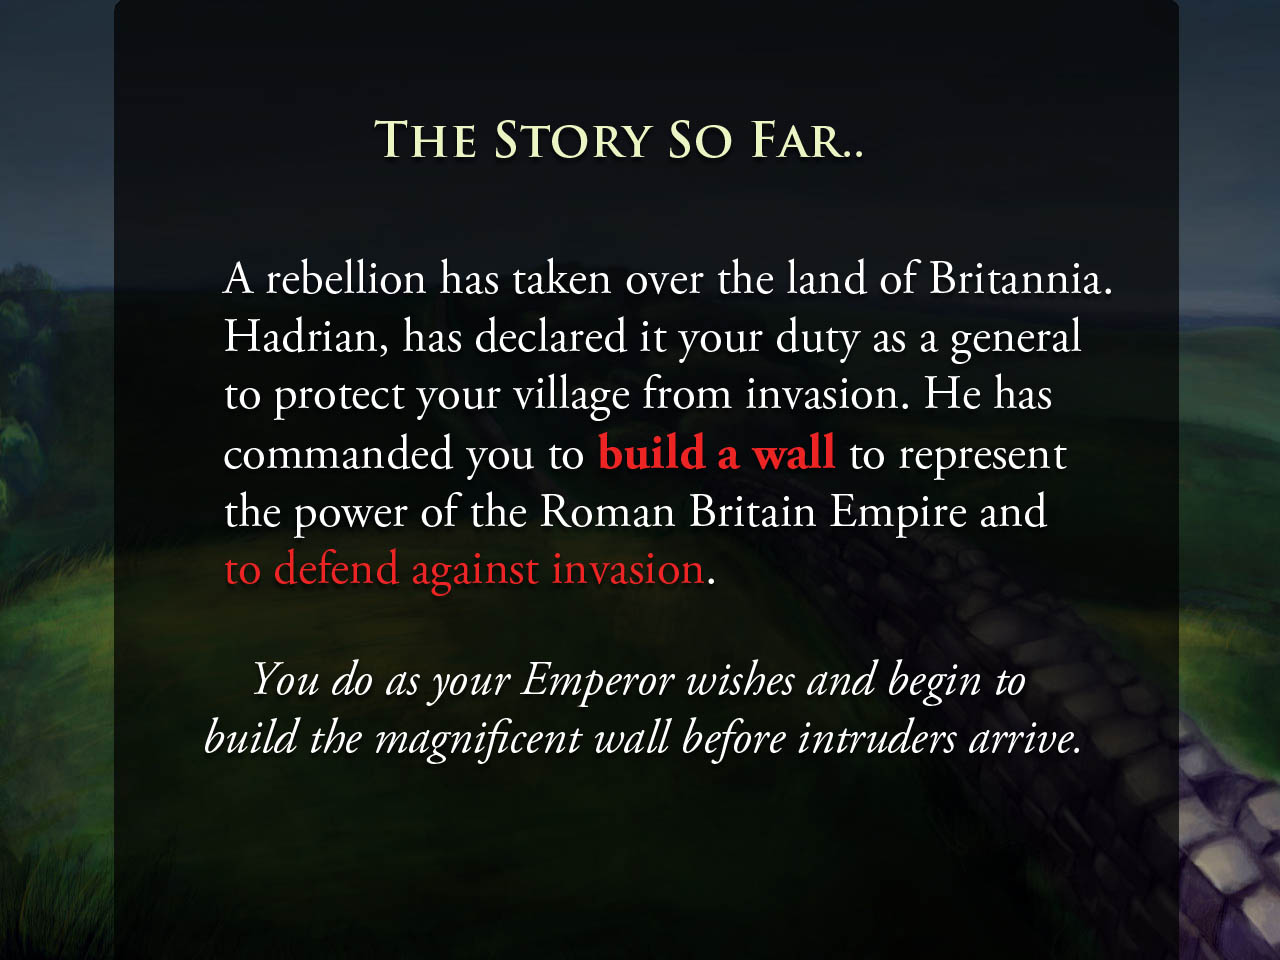 The Story So Far..
A rebellion has taken over the land of Britannia.
Hadrian, has declared it your duty as a general
to protect your village from invasion. He has
commanded you to build a wall to represent
the power of the Roman Britain Empire and
to defend against invasion.
You do as your Emperor wishes and begin to
build the magnificent wall before intruders arrive.